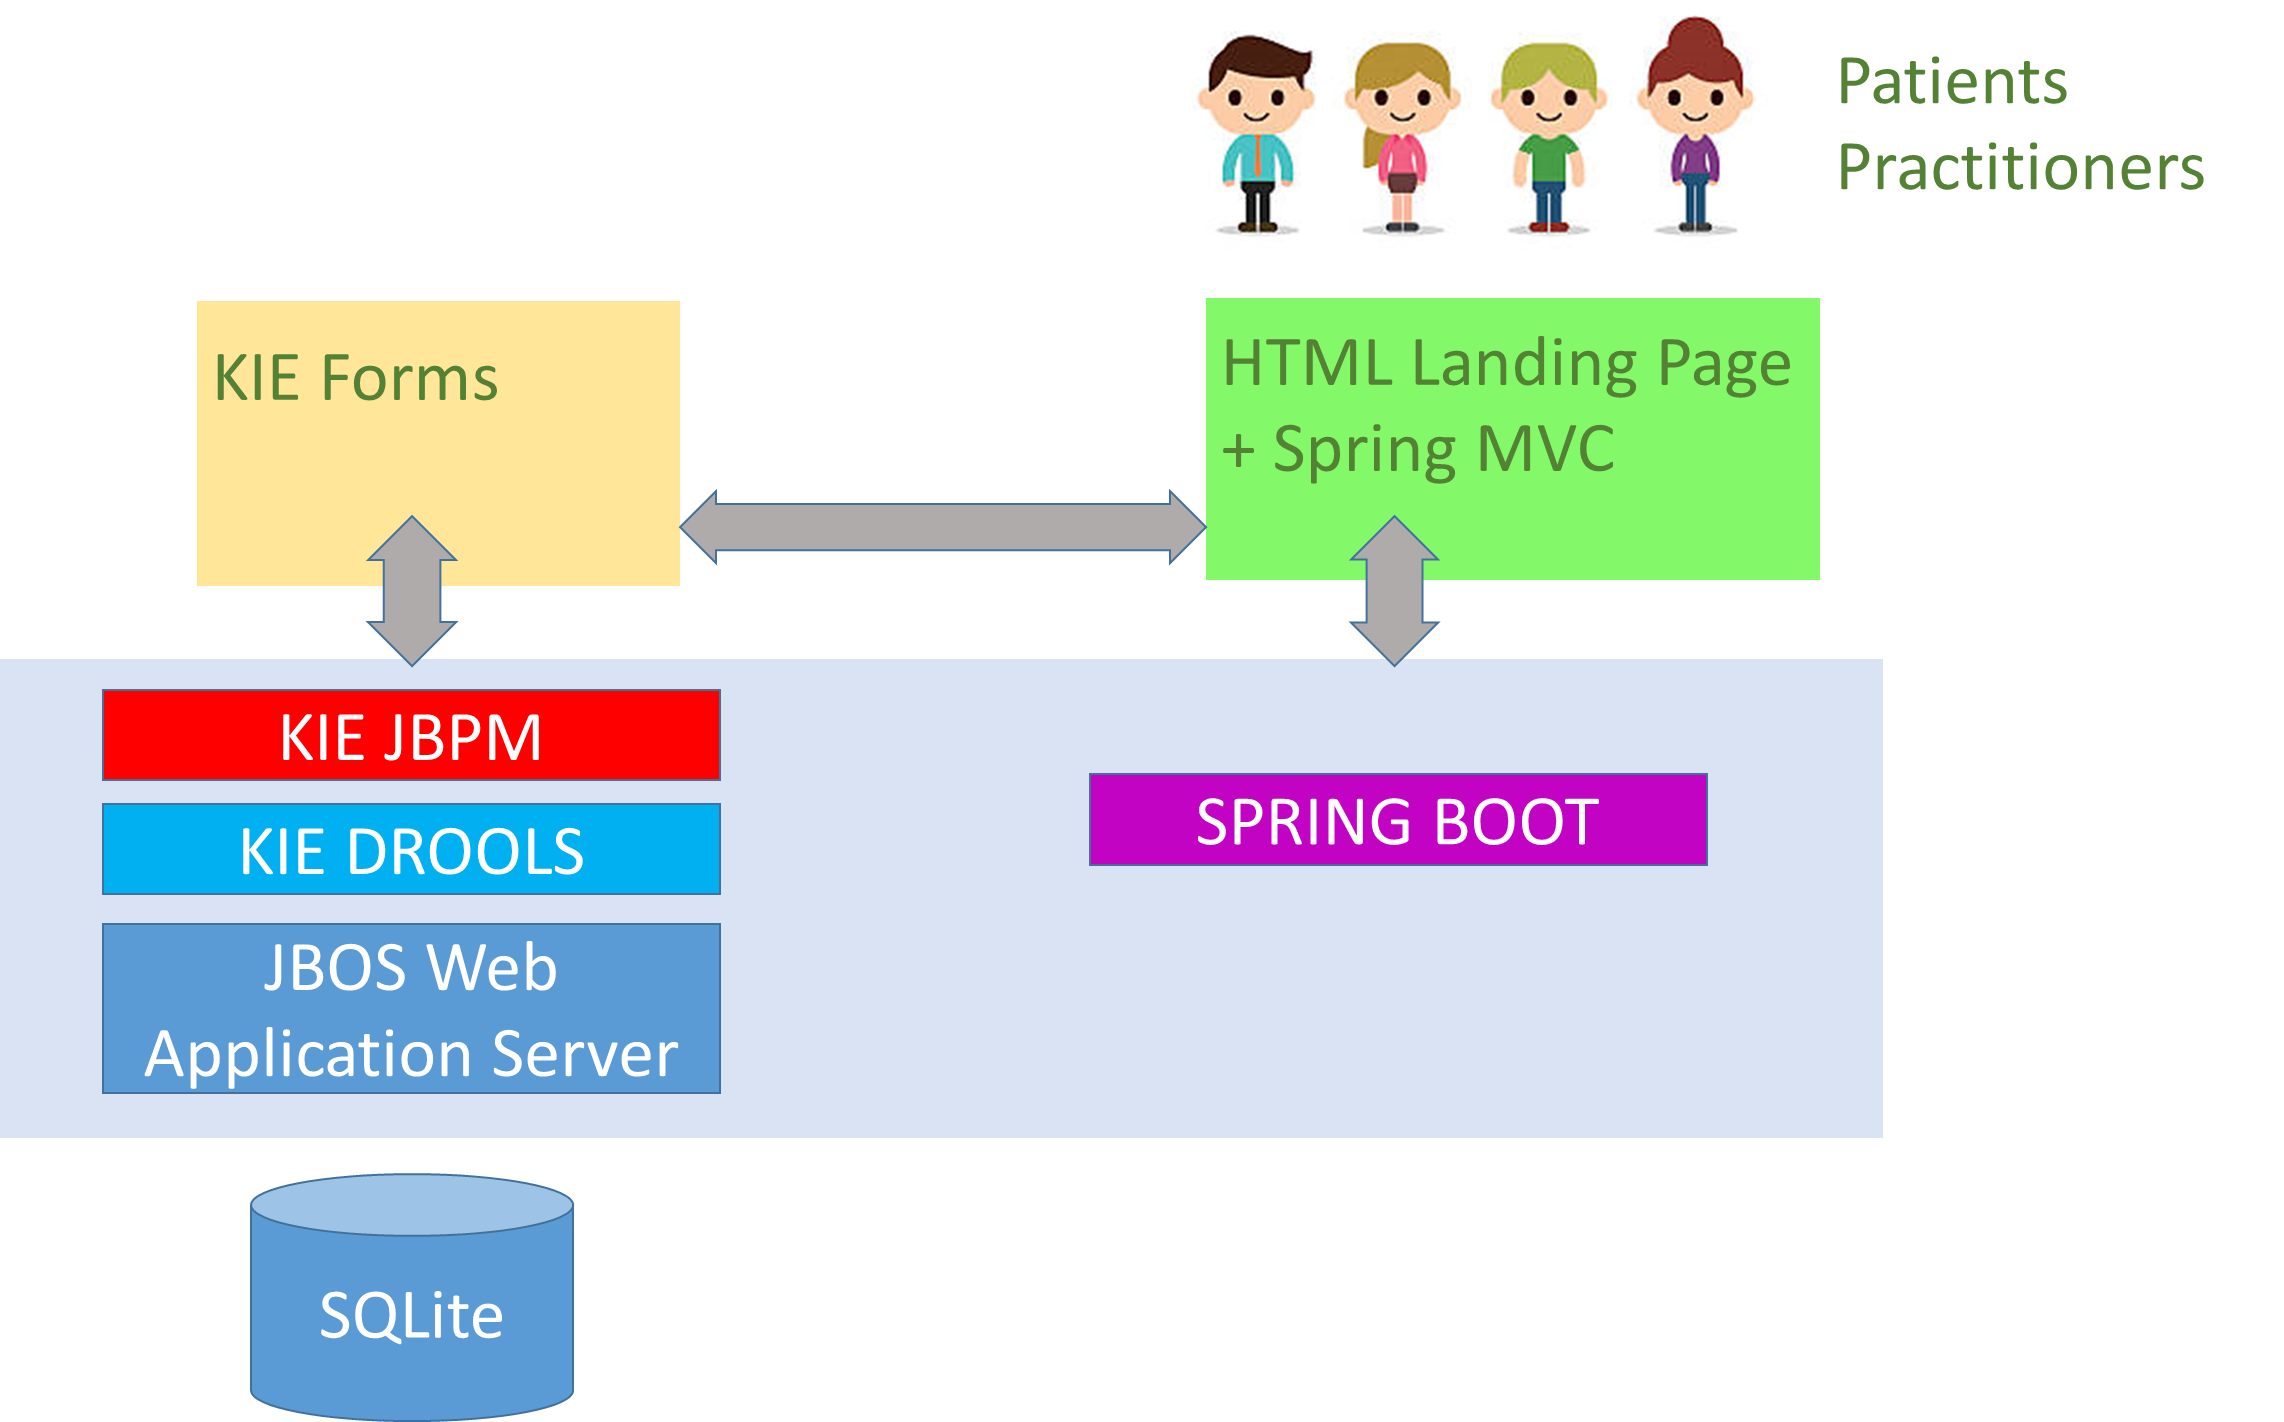 Patients
Practitioners
KIE Forms
HTML Landing Page
+ Spring MVC
KIE JBPM
KIE DROOLS
SPRING BOOT
JBOS Web
Application Server
SQLite